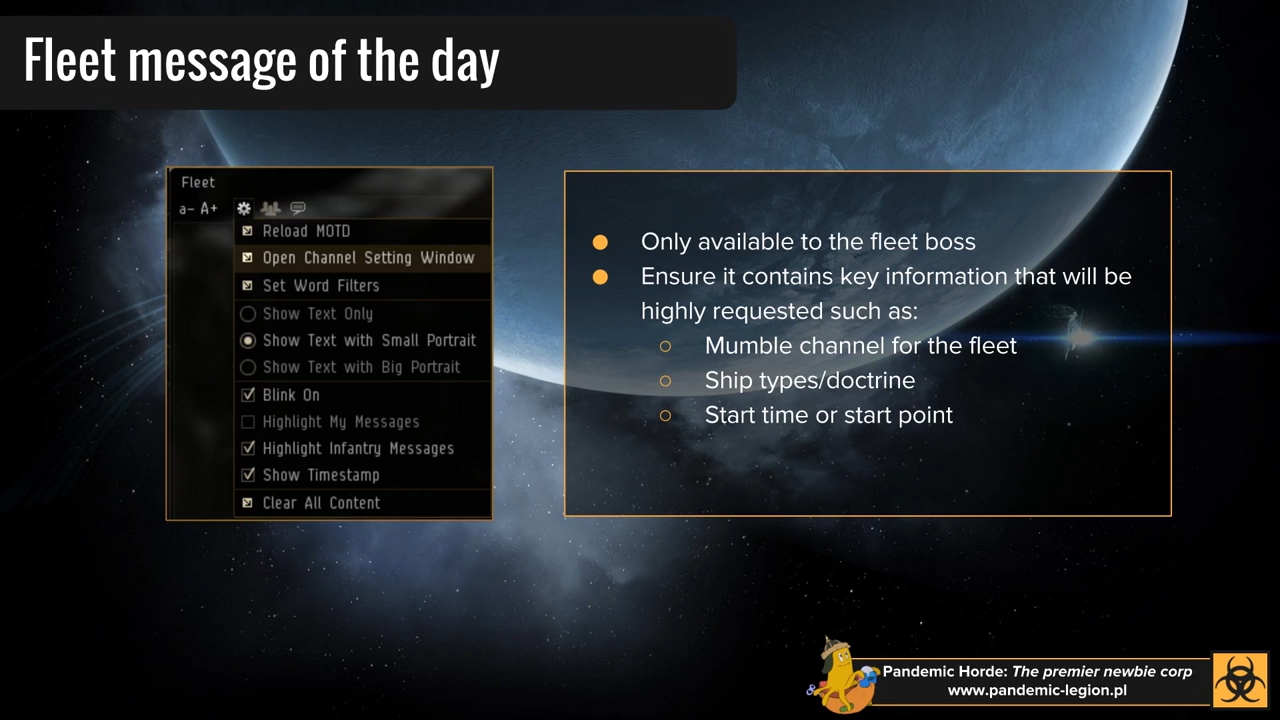 Fleet message of the day
Fleet
a- A+
Reload MOTD
Open Channel Setting Window
Set Word Filters
Show Text Only
Show Text with Small Portrait
Show Text with Big Portrait
Blink On
Highlight My Messages
Highlight Infantry Messages
Show Timestamp
Clear All Content
Only available to the fleet boss
Ensure it contains key information that will be
highly requested such as:
Mumble channel for the fleet
Ship types/doctrine
Start time or start point
Pandemic Horde: The premier newbie corp
www.pandemic-legion.pl